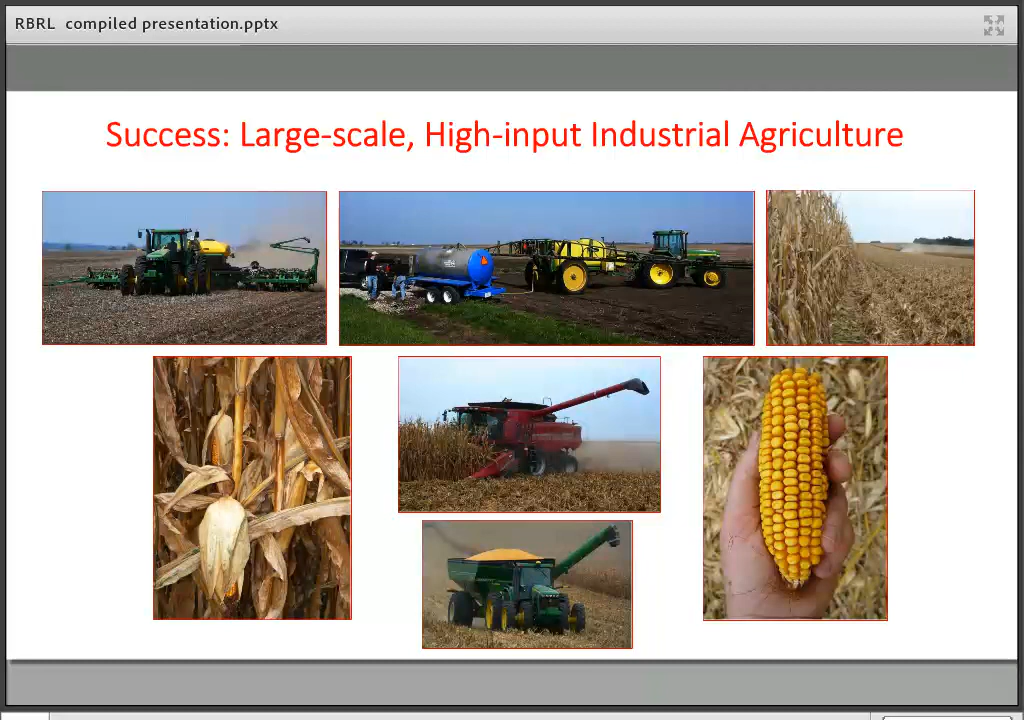 RBRL  compiled presentation.pptx
Success: Large-scale, High-input Industrial Agriculture